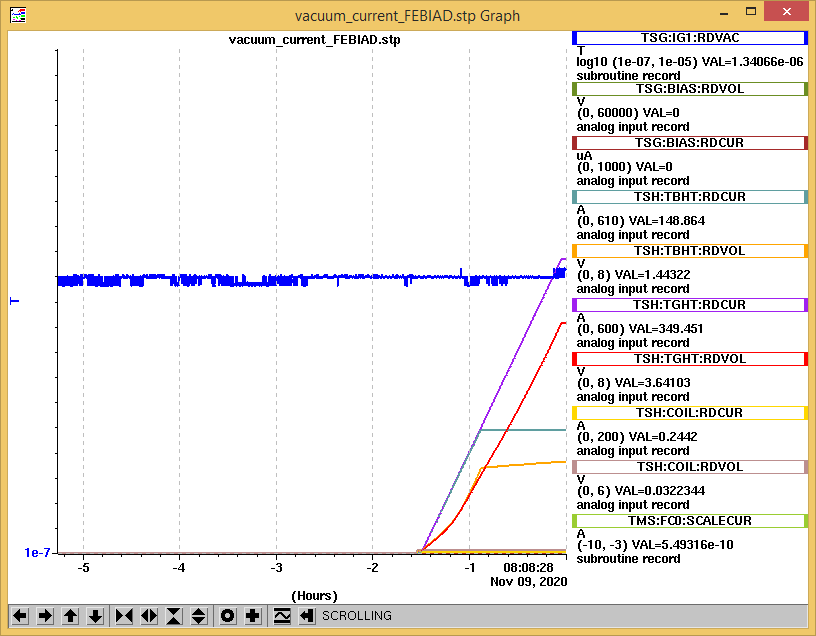 vacuum_current_FEBIAD.stp Graph
vacuum_current_FEBIAD.stp
T
1e-7
-5
-4
-3
-2
-1
08:08:28
Nov 09, 2020
(Hours)
TSG:IG1:RDVAC
T
log10 (1e-07, 1e-05) VAL=1.34066e-06
subroutine record
TSG:BIAS:RDVOL
V
(0, 60000) VAL=0
analog input record
TSG:BIAS:RDCUR
uA
(0, 1000) VAL=0
analog input record
TSH:TBHT:RDCUR
A
(0, 610) VAL=148.864
analog input record
TSH:TBHT:RDVOL
V
(0, 8) VAL=1.44322
analog input record
TSH:TGHT:RDCUR
A
(0, 600) VAL=349.451
analog input record
TSH:TGHT:RDVOL
V
(0, 8) VAL=3.64103
analog input record
TSH:COIL:RDCUR
A
(0, 200) VAL=0.2442
analog input record
TSH:COIL:RDVOL
V
(0, 6) VAL=0.0322344
analog input record
TMS:FC0:SCALECUR
A
(-10, -3) VAL=5.49316e-10
subroutine record
SCROLLING